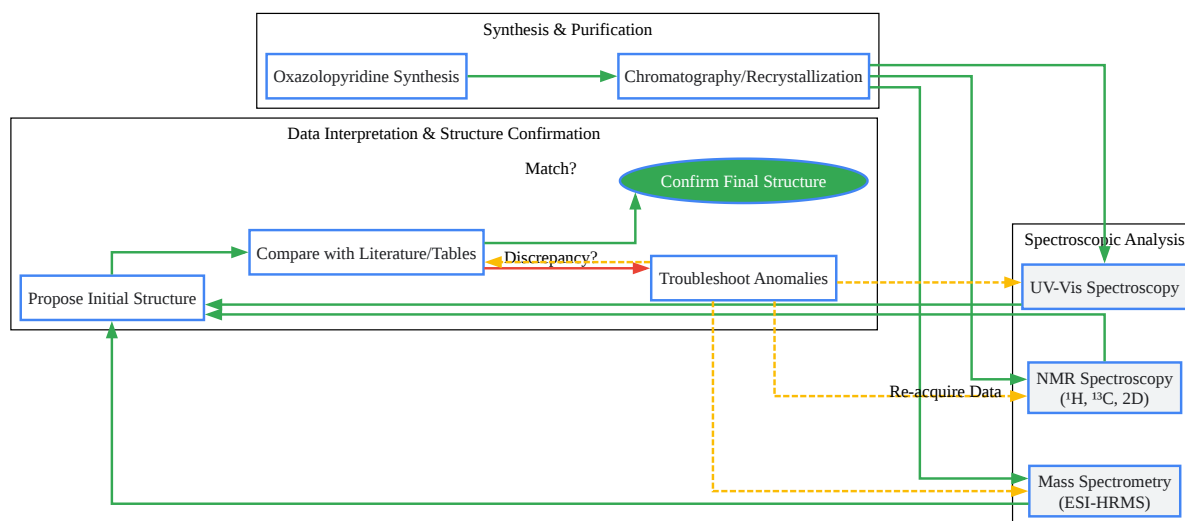 Synthesis & Purification
Oxazolopyridine Synthesis
Chromatography/Recrystallization
Data Interpretation & Structure Confirmation
Match?
Confirm Final Structure
Compare with Literature/Tables
Discrepancy?
Troubleshoot Anomalies
Propose Initial Structure
Spectroscopic Analysis
UV-Vis Spectroscopy
NMR Spectroscopy
(¹H, ¹³C, 2D)
Re-acquire Data
Mass Spectrometry
(ESI-HRMS)